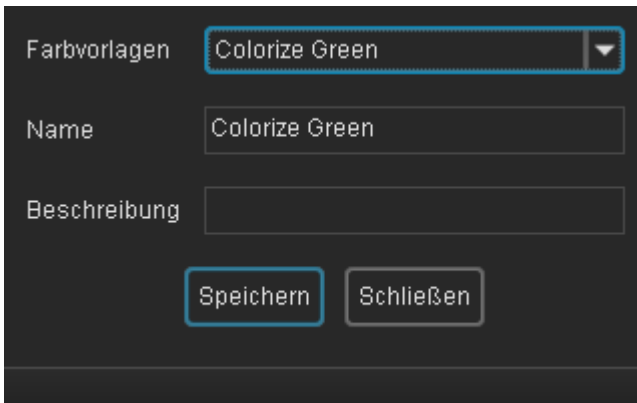 Farbvorlagen Colorize Green
Name Colorize Green
Beschreibung
Speichern Schließen